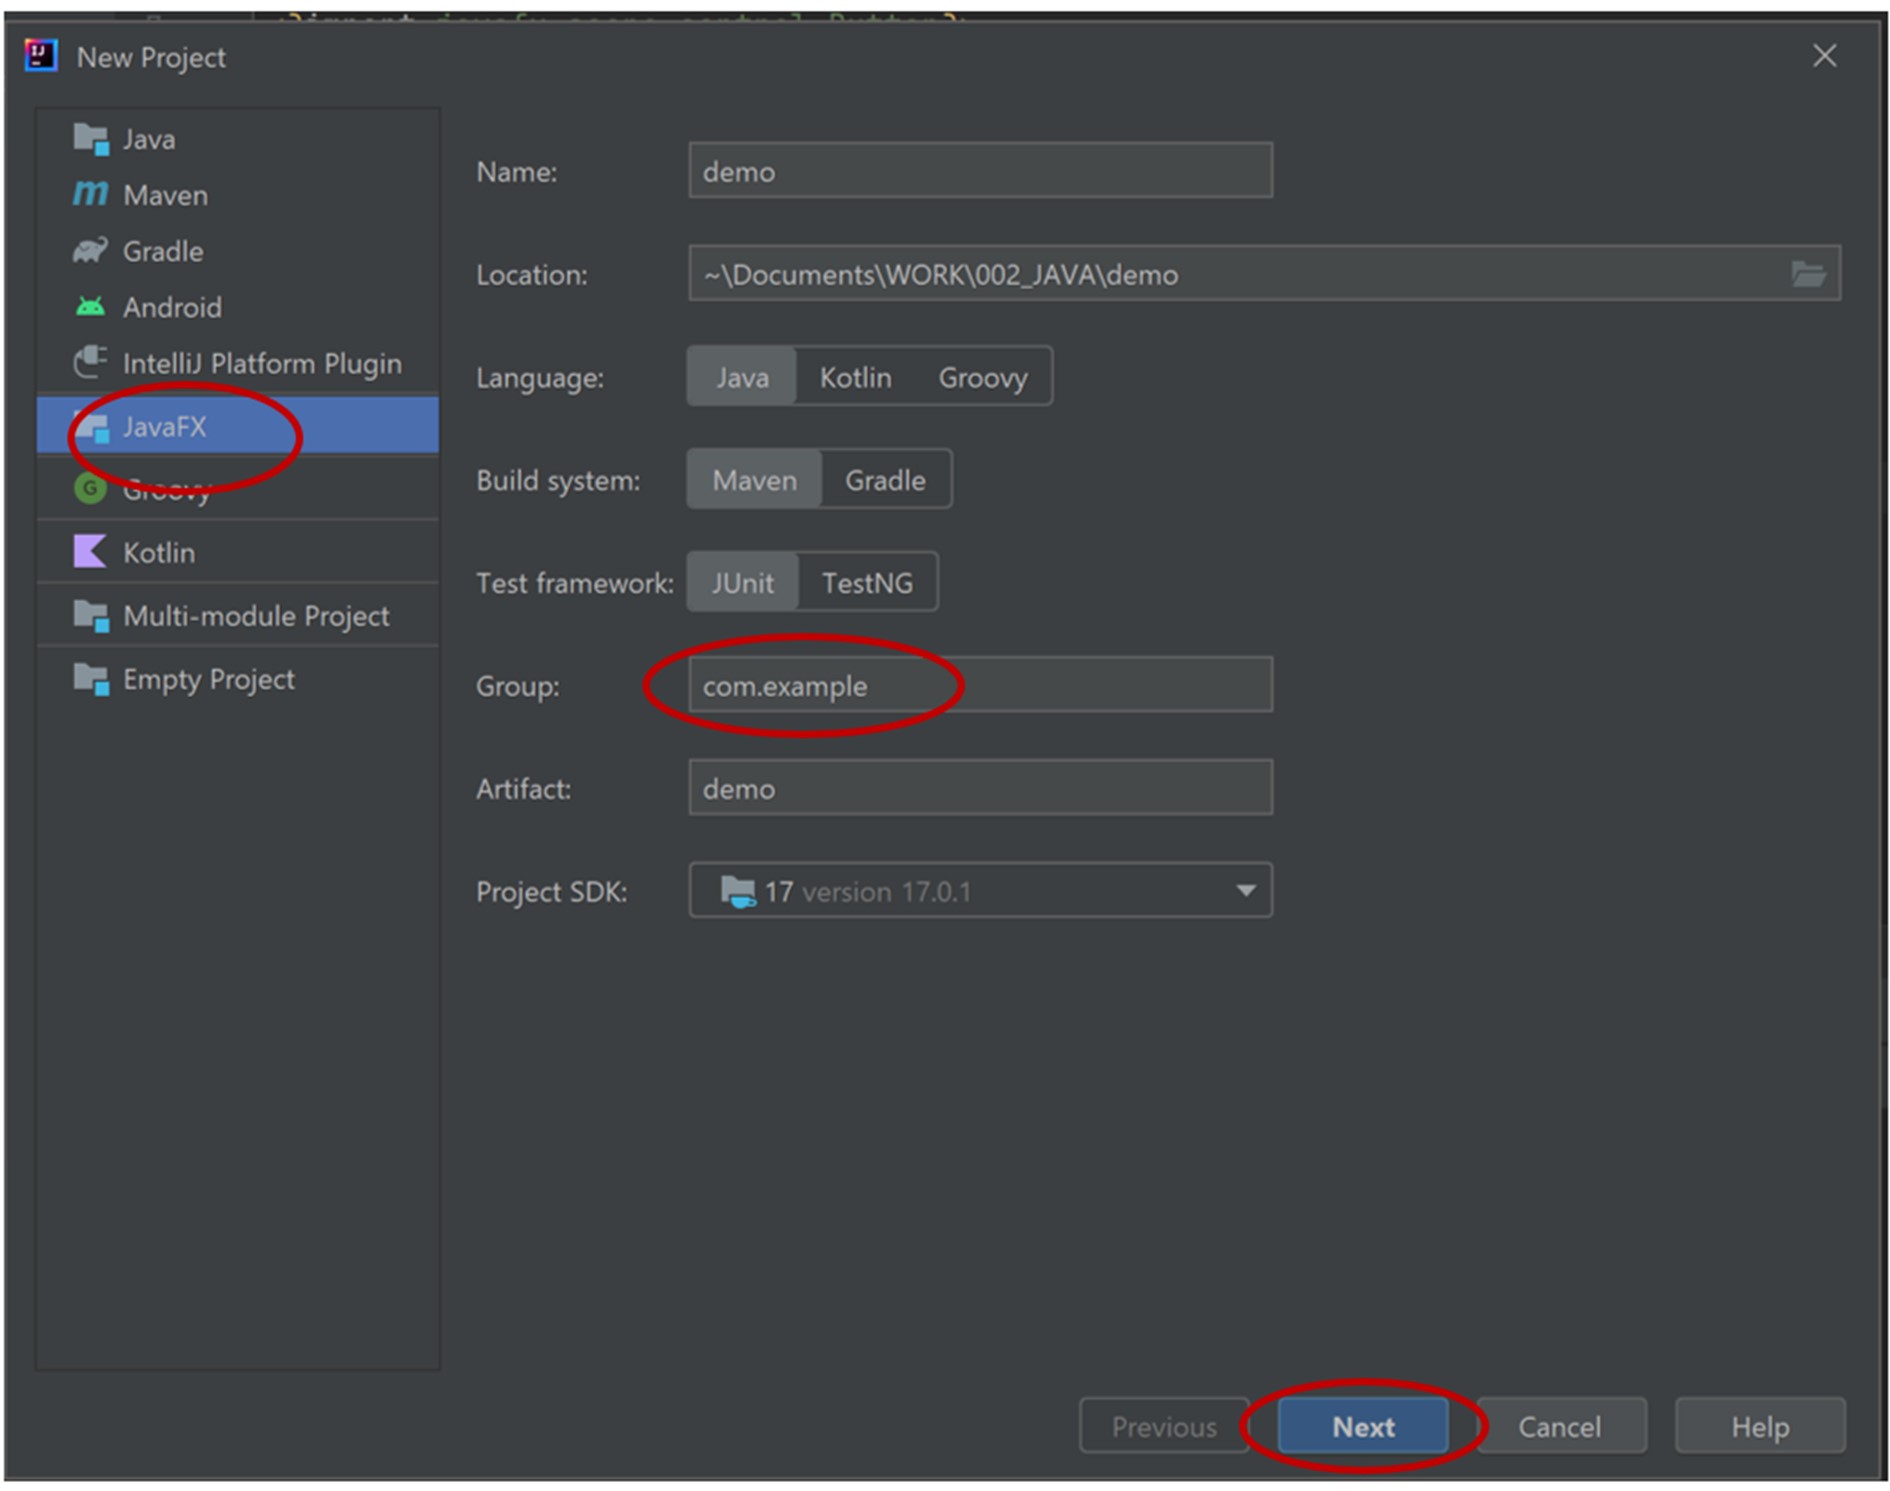 New Project
Java
Maven
Gradle
Android
IntelliJ Platform Plugin
JavaFX
Groovy
Kotlin
Multi-module Project
Empty Project
Name: demo
Location: ~\Documents\WORK\002_JAVA\demo
Language: Java Kotlin Groovy
Build system: Maven Gradle
Test framework: JUnit TestNG
Group: com.example
Artifact: demo
Project SDK: 17 version 17.0.1
Previous Next Cancel Help